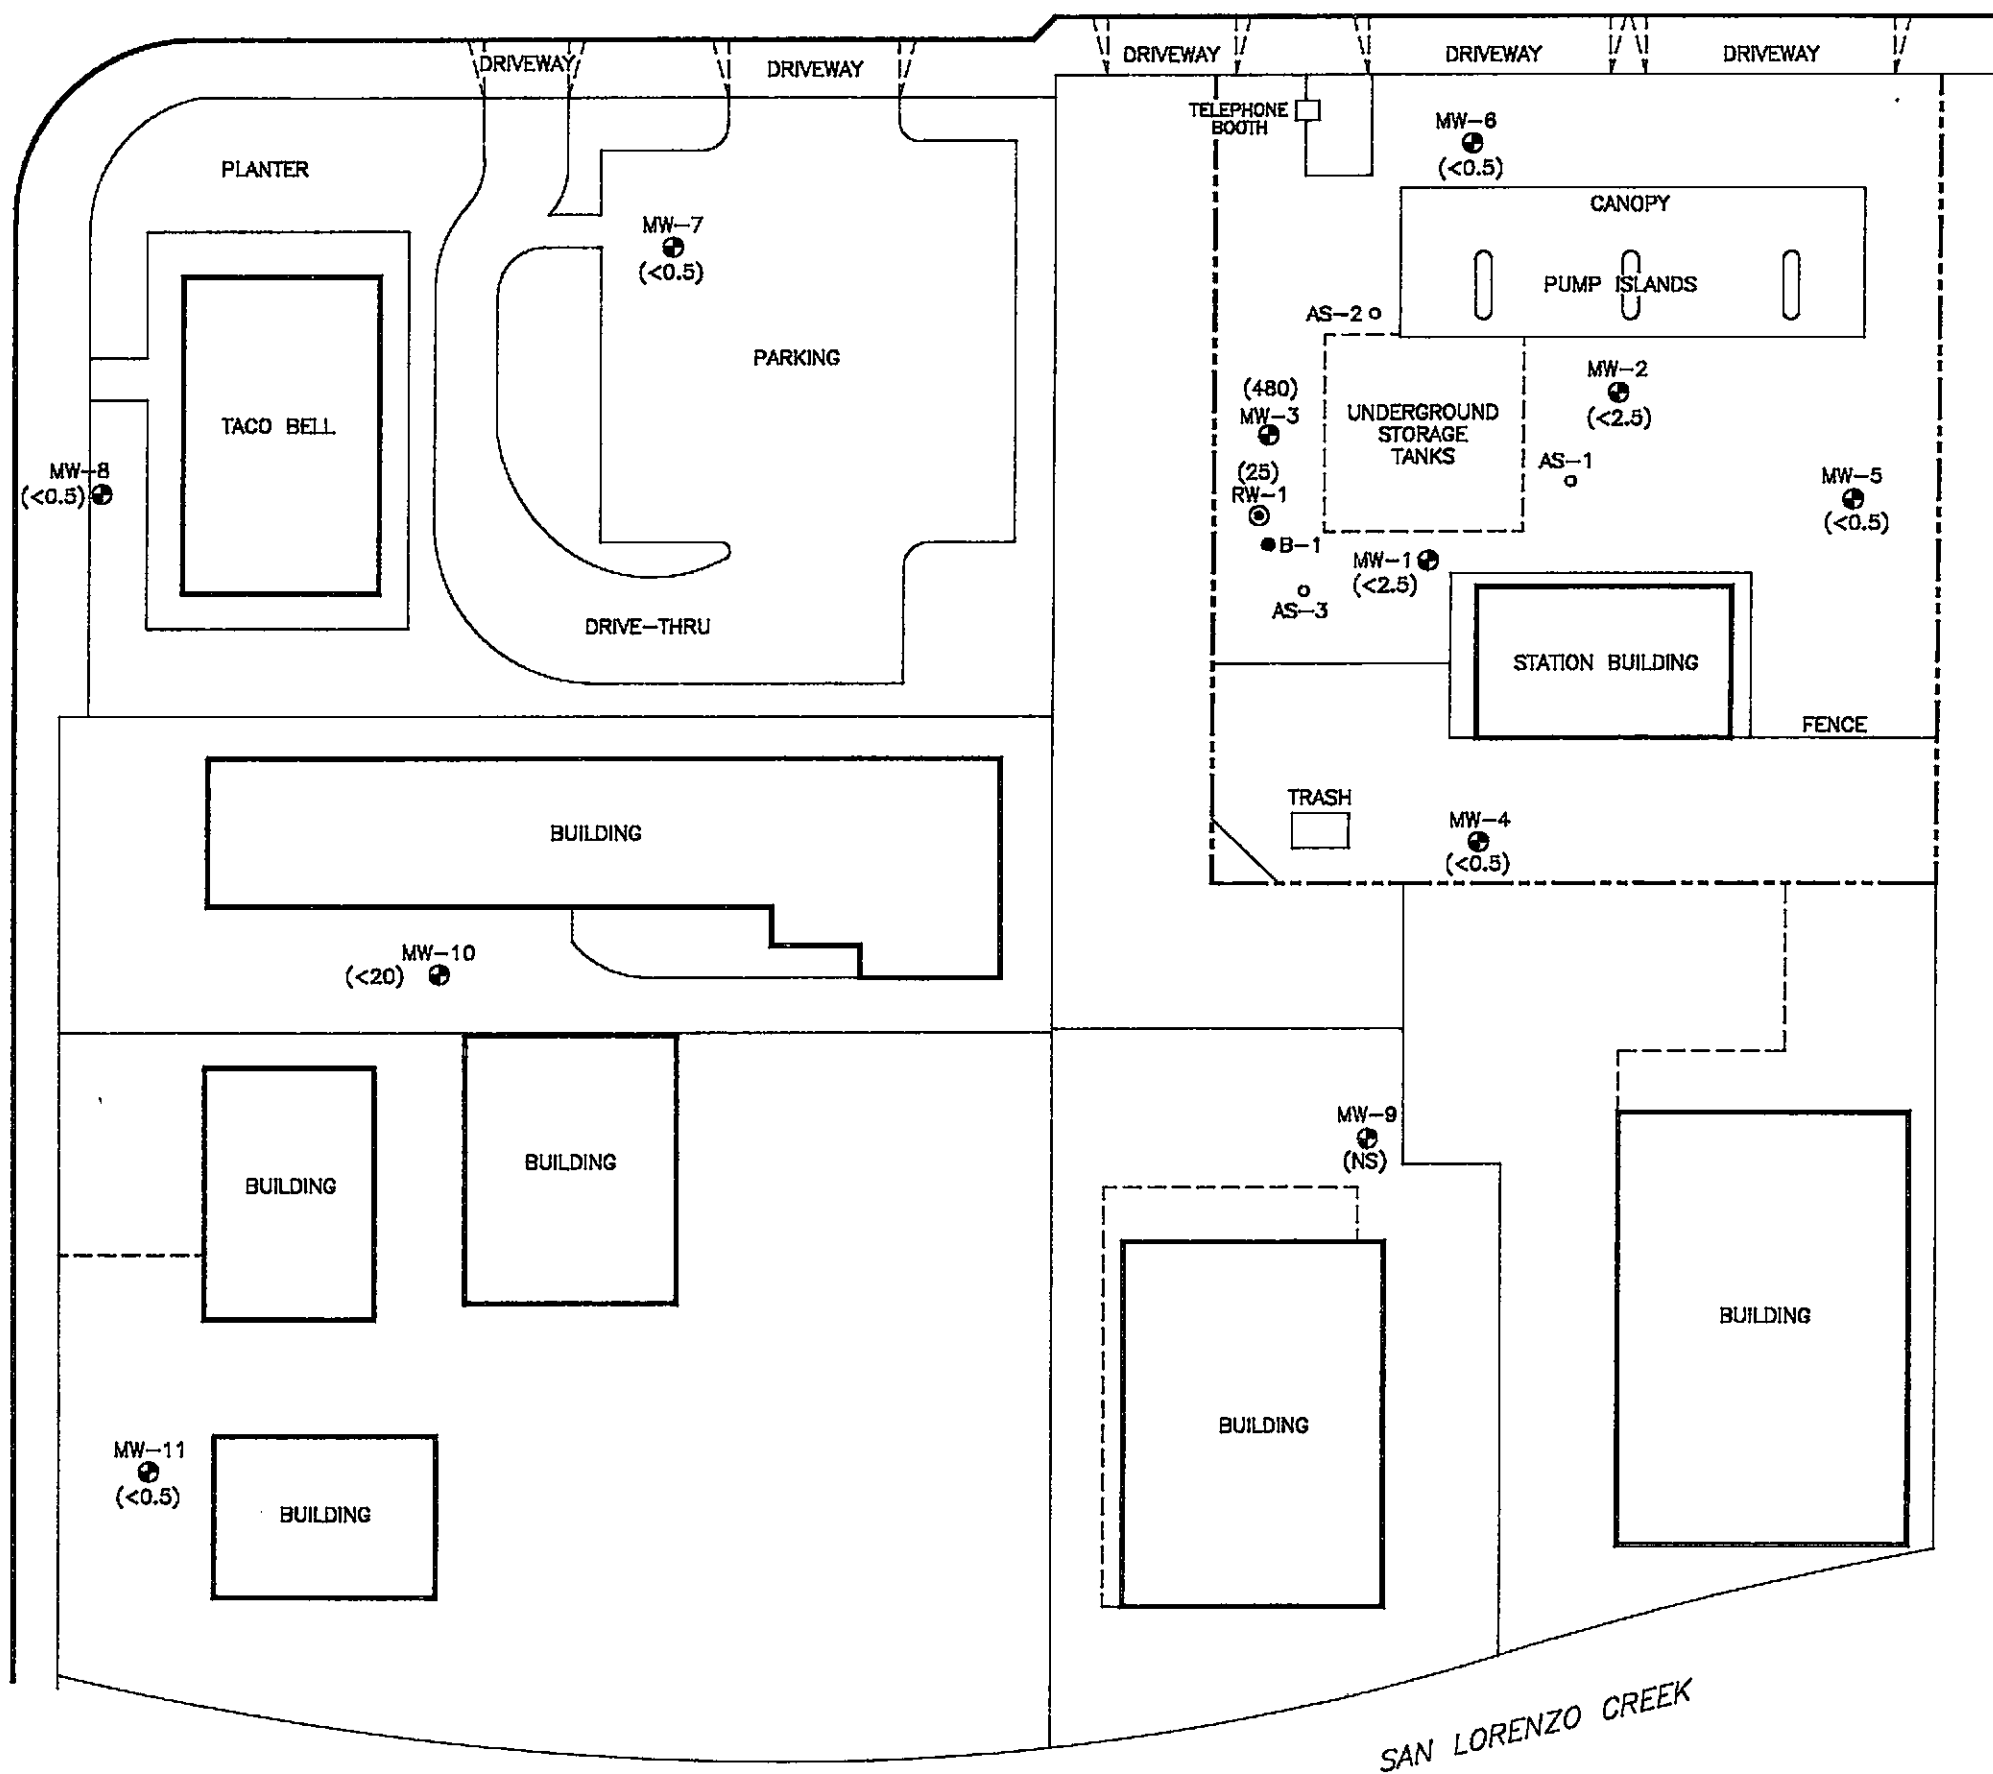 DRIVEWAY
DRIVEWAY
DRIVEWAY
DRIVEWAY
DRIVEWAY
TELEPHONE
BOOTH
MW-6
(<0.5)
PLANTER
CANOPY
MW-7
(<0.5)
PUMP ISLANDS
AS-2
PARKING
MW-2
(<2.5)
(480)
MW-3
UNDERGROUND
STORAGE
TANKS
TACO BELL
MW-8
(<0.5)
(25)
RW-1
AS-1
MW-5
(<0.5)
B-1
MW-1
(<2.5)
AS-3
DRIVE-THRU
STATION BUILDING
FENCE
TRASH
MW-4
(<0.5)
BUILDING
MW-10
(<20)
MW-9
(NS)
BUILDING
BUILDING
BUILDING
BUILDING
MW-11
(<0.5)
BUILDING
SAN LORENZO CREEK